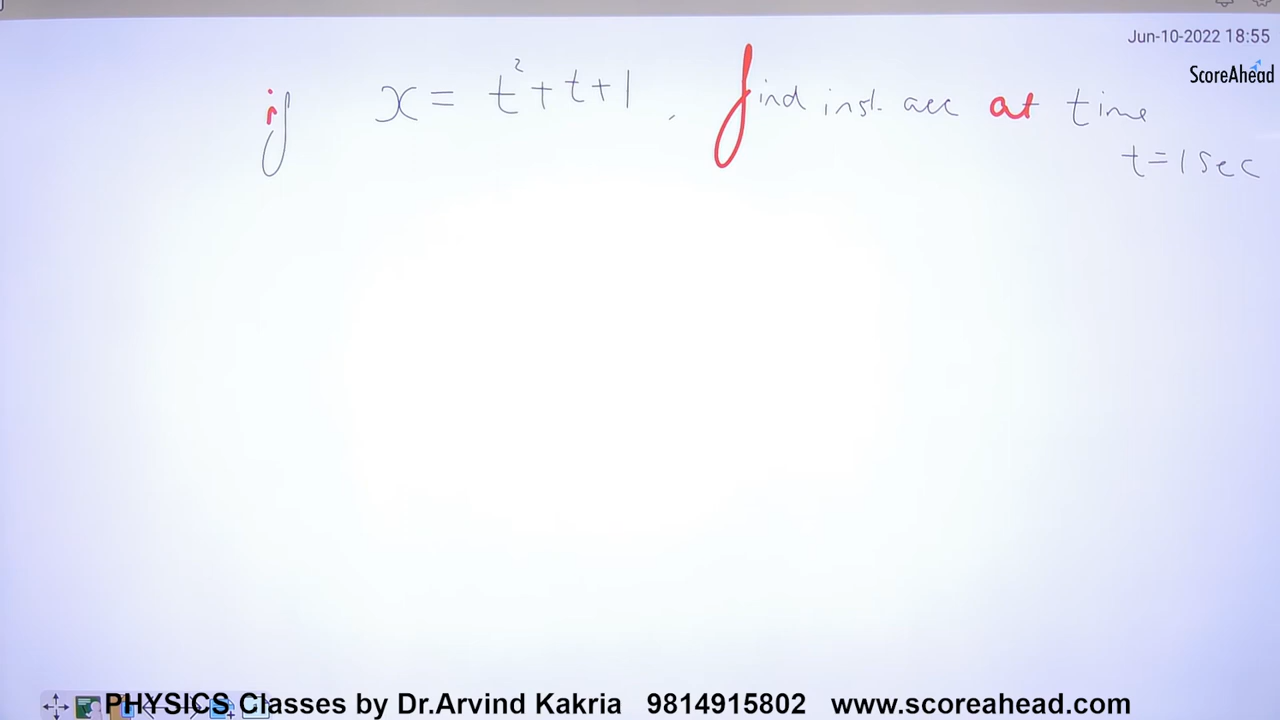 Jun-10-2022 18:55
ScoreAhead
if x = t² + t + 1, find inst. acc at time
t = 1 sec
PHYSICS Classes by Dr.Arvind Kakria 9814915802 www.scoreahead.com